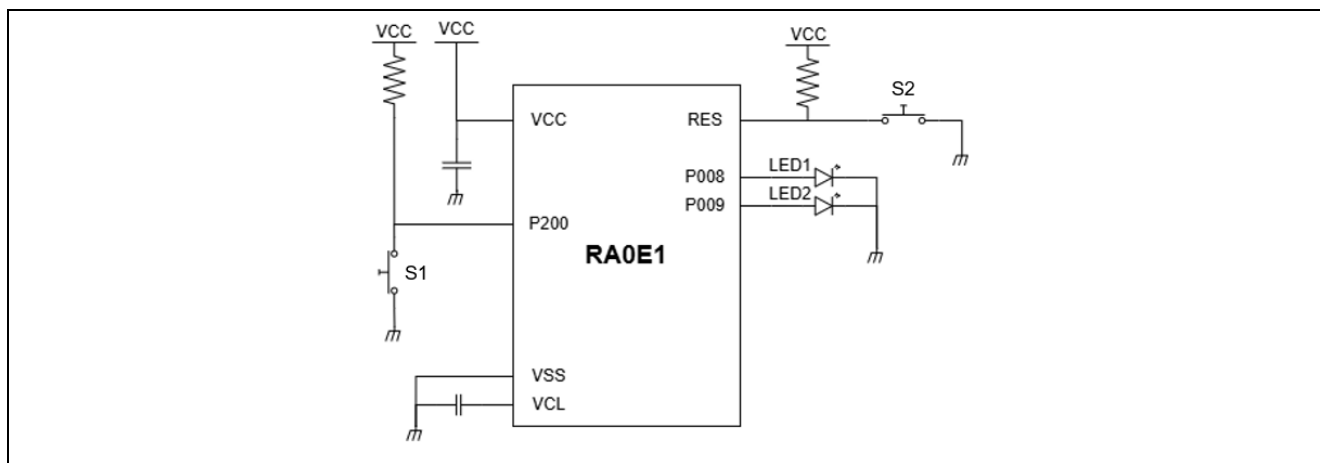 VCC
VCC
VCC
S2
VCC
RES
LED1
P008
LED2
P009
P200
RA0E1
S1
VSS
VCL